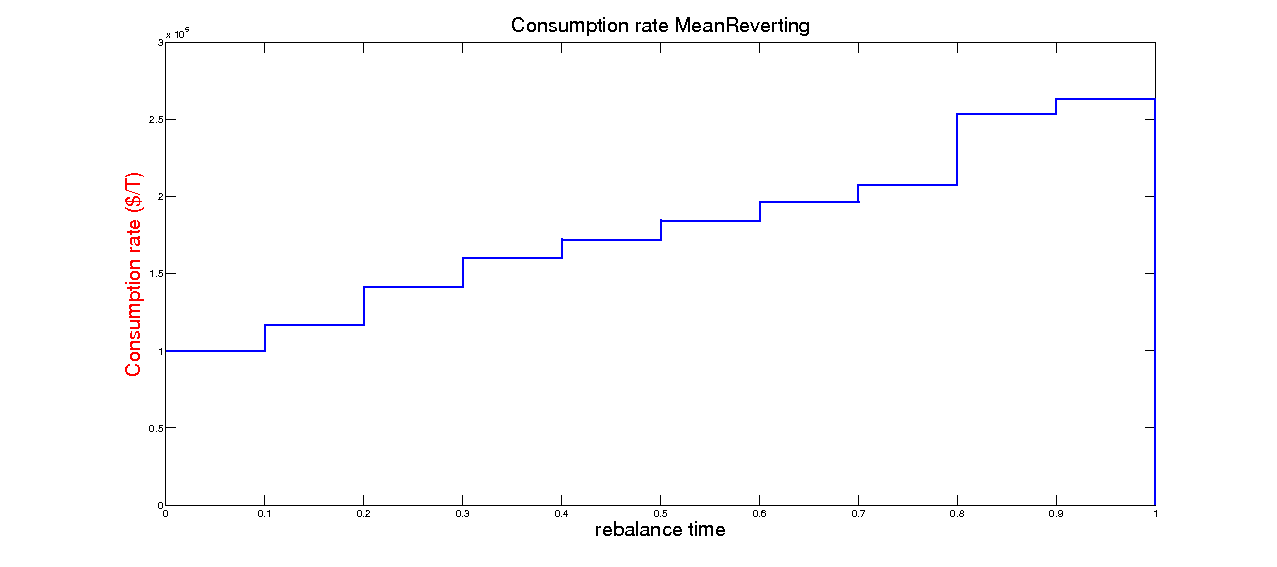 Consumption rate MeanReverting
x 10^5
3
2.5
2
1.5
1
0.5
0
Consumption rate ($/T)
0 0.1 0.2 0.3 0.4 0.5 0.6 0.7 0.8 0.9 1
rebalance time